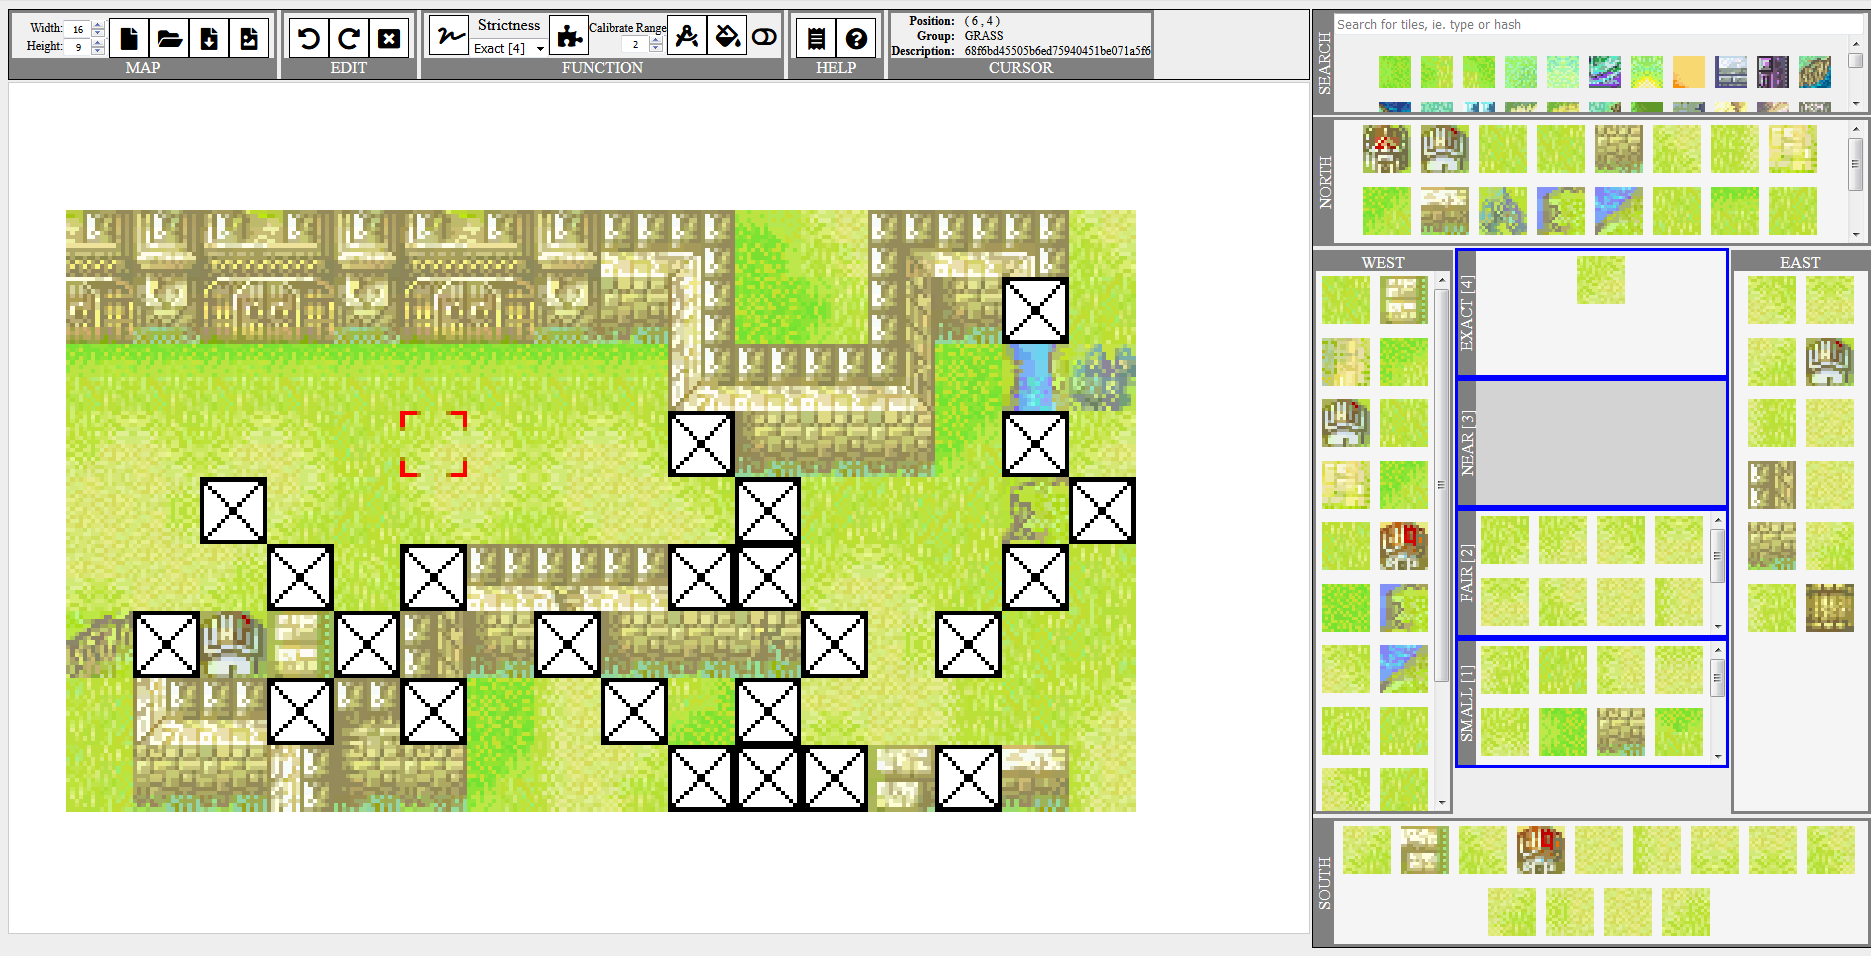 Width: 16
Height: 9
MAP
EDIT
Strictness
Exact [4]
Calibrate Range
2
FUNCTION
HELP
Position: ( 6 , 4 )
Group: GRASS
Description: 68f6bd45505b6ed75940451be071a5f6
CURSOR
SEARCH
Search for tiles, ie. type or hash
NORTH
WEST
EXACT [4]
NEAR [3]
FAIR [2]
SMALL [1]
EAST
SOUTH